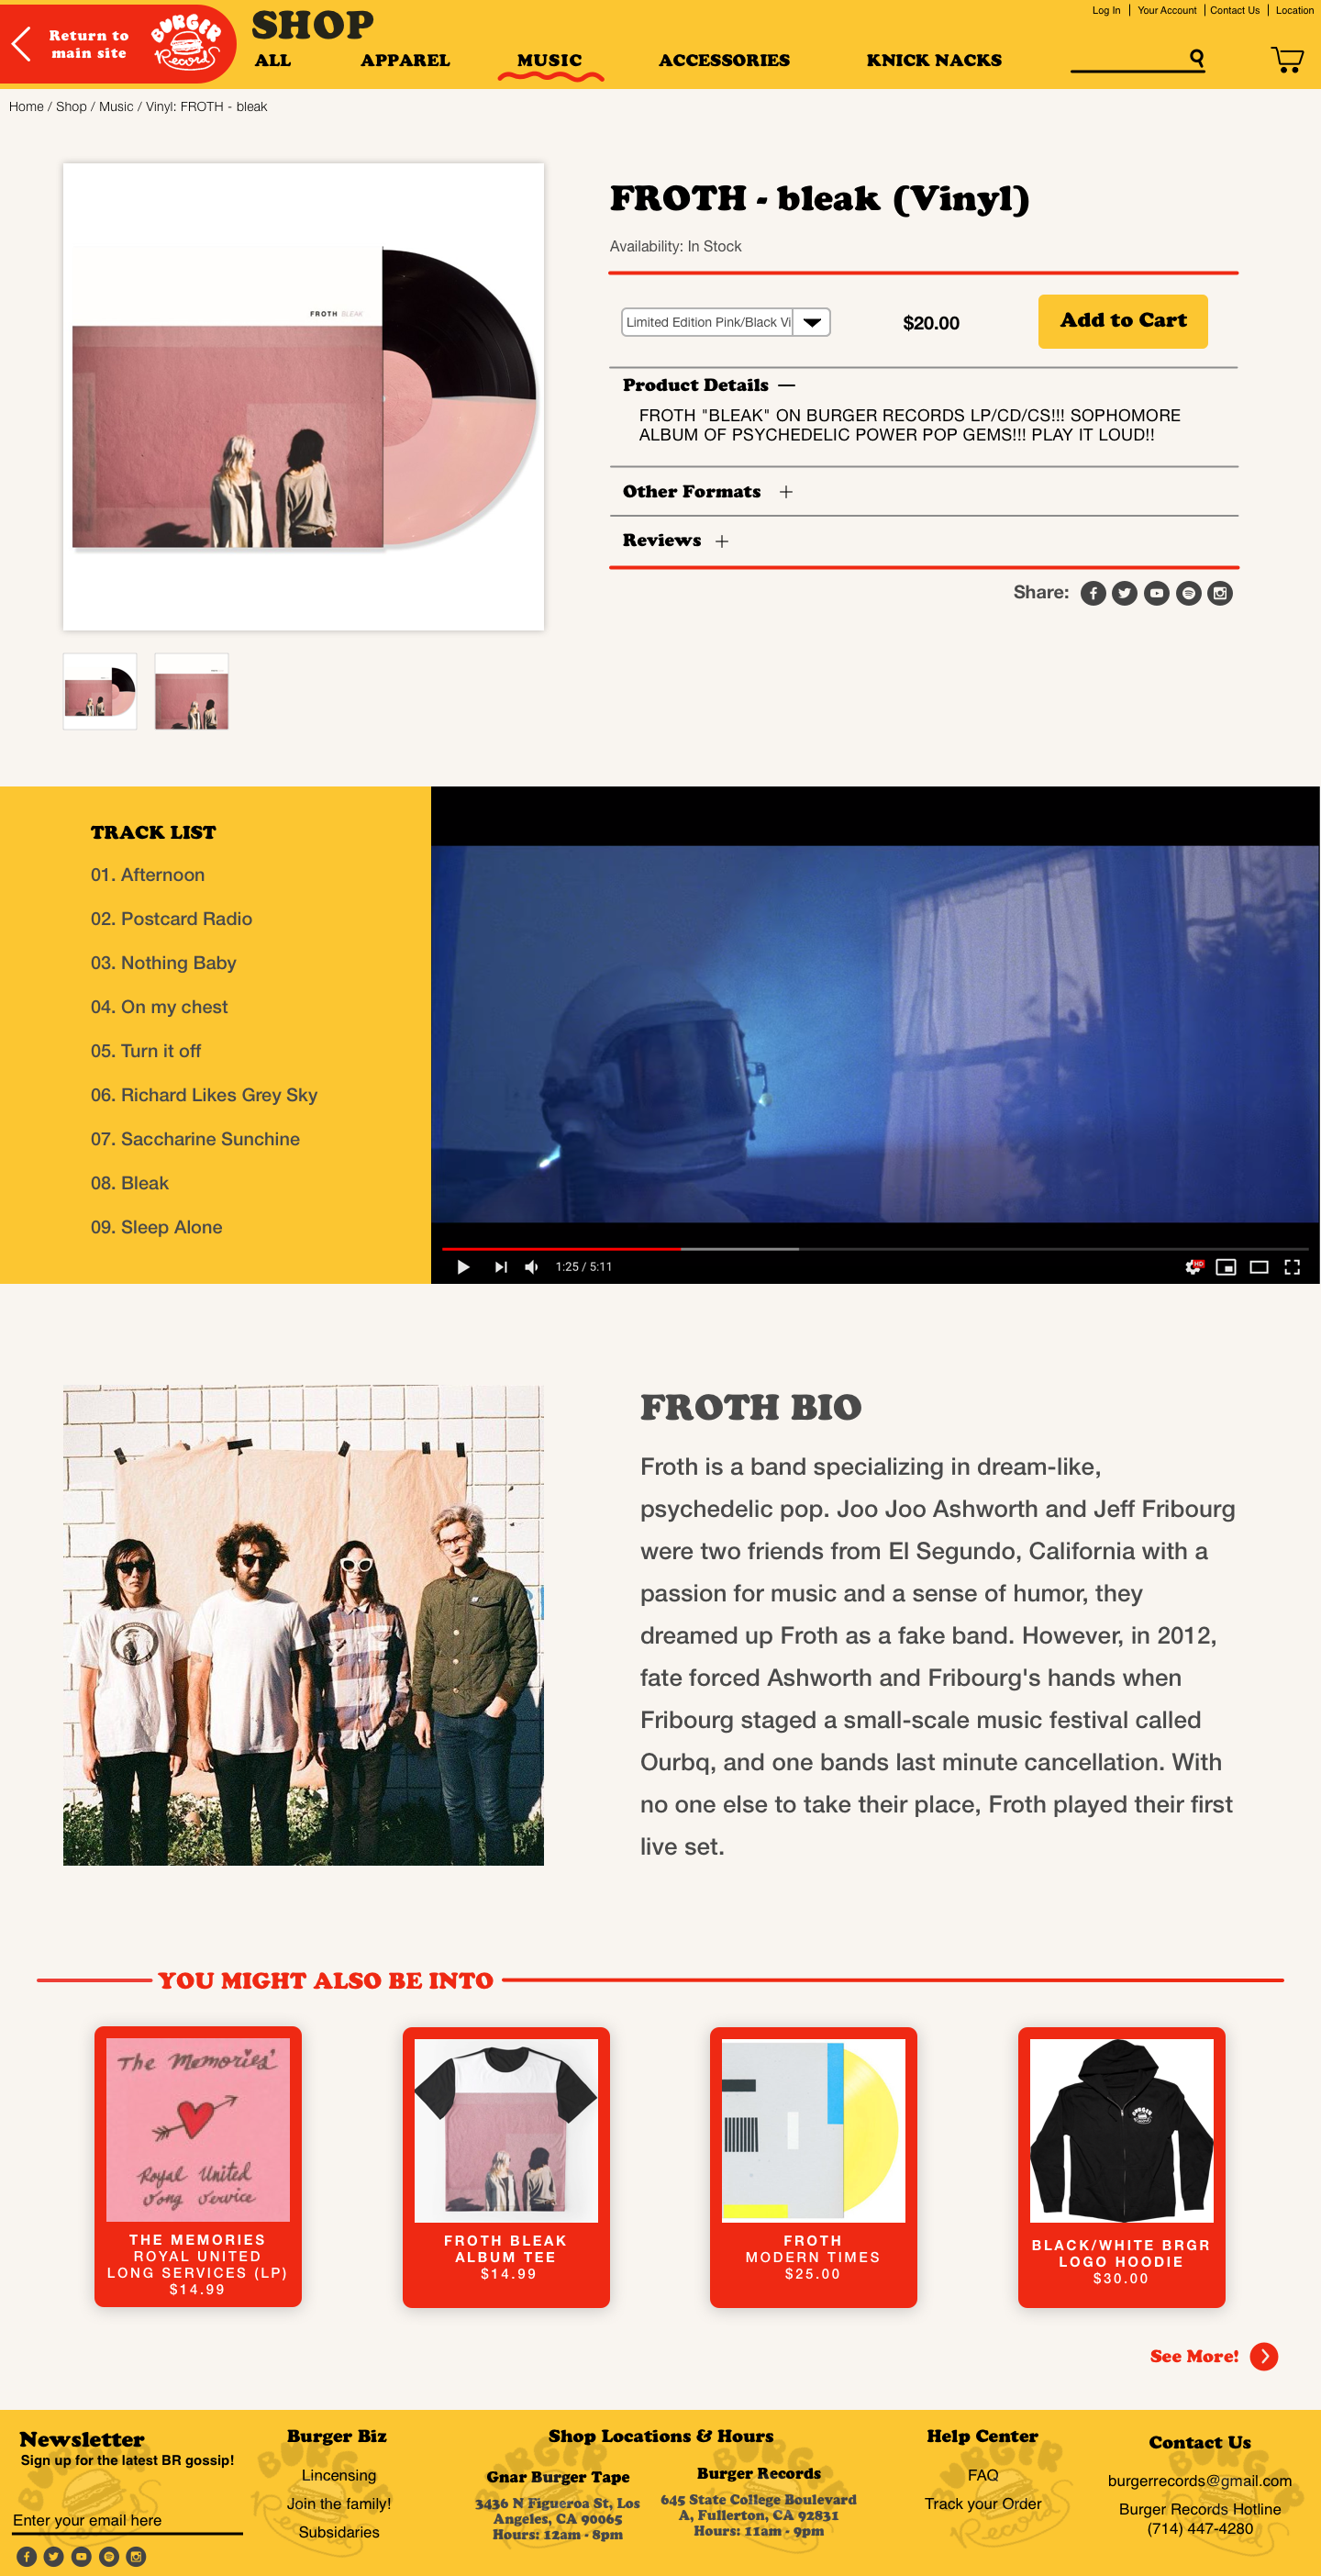 Log In | Your Account | Contact Us | Location
Return to
main site
BURGER
Records
SHOP
ALL APPAREL MUSIC ACCESSORIES KNICK NACKS
Home / Shop / Music / Vinyl: FROTH - bleak
FROTH - bleak (Vinyl)
Availability: In Stock
FROTH BLEAK
Limited Edition Pink/Black Vi
$20.00
Add to Cart
Product Details —
FROTH "BLEAK" ON BURGER RECORDS LP/CD/CS!!! SOPHOMORE
ALBUM OF PSYCHEDELIC POWER POP GEMS!!! PLAY IT LOUD!!
Other Formats +
Reviews +
Share:
TRACK LIST
01. Afternoon
02. Postcard Radio
03. Nothing Baby
04. On my chest
05. Turn it off
06. Richard Likes Grey Sky
07. Saccharine Sunchine
08. Bleak
09. Sleep Alone
1:25 / 5:11
HD
FROTH BIO
Froth is a band specializing in dream-like,
psychedelic pop. Joo Joo Ashworth and Jeff Fribourg
were two friends from El Segundo, California with a
passion for music and a sense of humor, they
dreamed up Froth as a fake band. However, in 2012,
fate forced Ashworth and Fribourg's hands when
Fribourg staged a small-scale music festival called
Ourbq, and one bands last minute cancellation. With
no one else to take their place, Froth played their first
live set.
YOU MIGHT ALSO BE INTO
The Memories'
Royal United
Song Service
THE MEMORIES
ROYAL UNITED
LONG SERVICES (LP)
$14.99
FROTH BLEAK
ALBUM TEE
$14.99
FROTH
MODERN TIMES
$25.00
BURGER
BLACK/WHITE BRGR
LOGO HOODIE
$30.00
See More!
Newsletter
Sign up for the latest BR gossip!
Enter your email here
Burger Biz
Lincensing
Join the family!
Subsidaries
Shop Locations & Hours
Gnar Burger Tape
3436 N Figueroa St, Los
Angeles, CA 90065
Hours: 12am - 8pm
Burger Records
645 State College Boulevard
A, Fullerton, CA 92831
Hours: 11am - 9pm
Help Center
FAQ
Track your Order
Contact Us
burgerrecords@gmail.com
Burger Records Hotline
(714) 447-4280